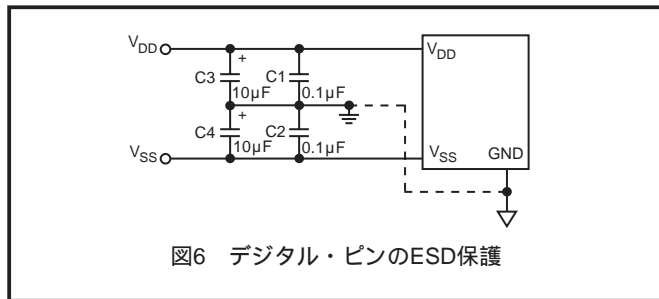 VDD
VDD
+
C3
C1
10µF
0.1µF
+
C4
C2
10µF
0.1µF
VSS
VSS
GND
図6 デジタル・ピンのESD保護